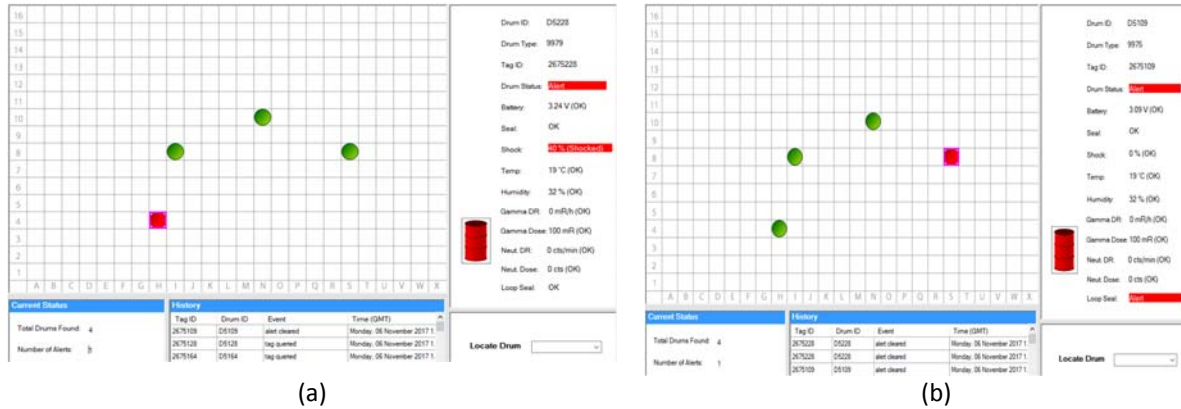 16
15
14
13
12
11
10
9
8
7
6
5
4
3
2
1
A B C D E F G H I J K L M N O P Q R S T U V W X
Drum ID: D5228
Drum Type: 9979
Tag ID: 2675228
Drum Status: Alert
Battery: 3.24 V (OK)
Seal: OK
Shock: 40 % (Shocked)
Temp: 19 °C (OK)
Humidity: 32 % (OK)
Gamma DR: 0 mR/h (OK)
Gamma Dose: 100 mR (OK)
Neut. DR: 0 cts/min (OK)
Neut. Dose: 0 cts (OK)
Loop Seal: OK
Current Status
Total Drums Found: 4
Number of Alerts:
History
Tag ID Drum ID Event Time (GMT)
2675109 D5109 alert cleared Monday, 06 November 2017 1
2675128 D5128 tag queried Monday, 06 November 2017 1
2675164 D5164 tag queried Monday, 06 November 2017 1
Locate Drum
(a)
16
15
14
13
12
11
10
9
8
7
6
5
4
3
2
1
A B C D E F G H I J K L M N O P Q R S T U V W X
Drum ID: D5109
Drum Type: 9975
Tag ID: 2675109
Drum Status: Alert
Battery: 3.09 V (OK)
Seal: OK
Shock: 0 % (OK)
Temp: 19 °C (OK)
Humidity: 32 % (OK)
Gamma DR: 0 mR/h (OK)
Gamma Dose: 100 mR (OK)
Neut. DR: 0 cts/min (OK)
Neut. Dose: 0 cts (OK)
Loop Seal: Alert
Current Status
Total Drums Found: 4
Number of Alerts: 1
History
Tag ID Drum ID Event Time (GMT)
2675228 D5228 alert cleared Monday, 06 November 2017 1
2675228 D5228 alert cleared Monday, 06 November 2017 1
2675109 D5109 alert cleared Monday, 06 November 2017 1
Locate Drum
(b)